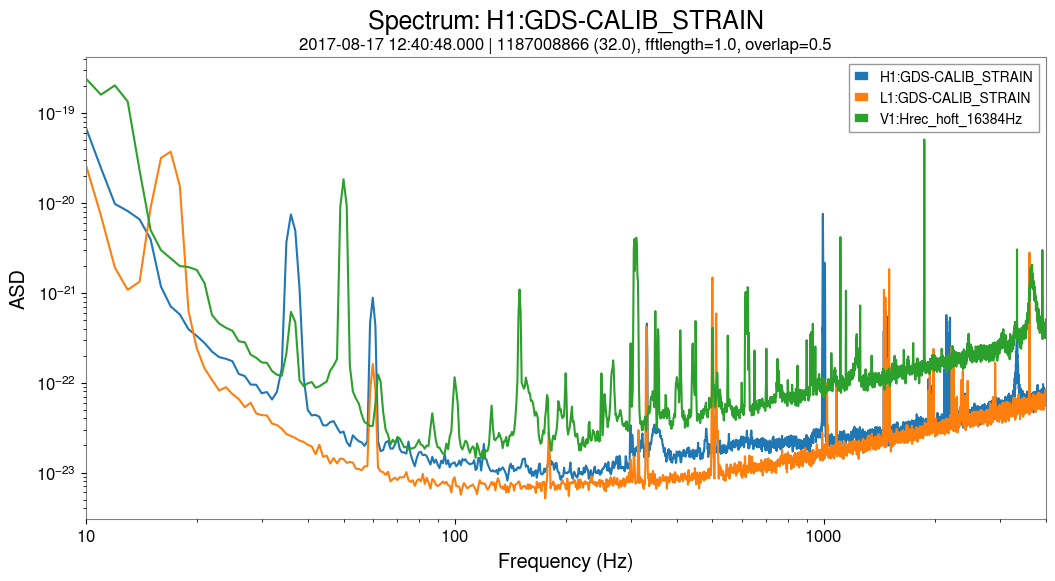 Spectrum: H1:GDS-CALIB_STRAIN
2017-08-17 12:40:48.000 | 1187008866 (32.0), fftlength=1.0, overlap=0.5
H1:GDS-CALIB_STRAIN
L1:GDS-CALIB_STRAIN
V1:Hrec_hoft_16384Hz
10⁻¹⁹
10⁻²⁰
10⁻²¹
10⁻²²
10⁻²³
ASD
10 100 1000
Frequency (Hz)